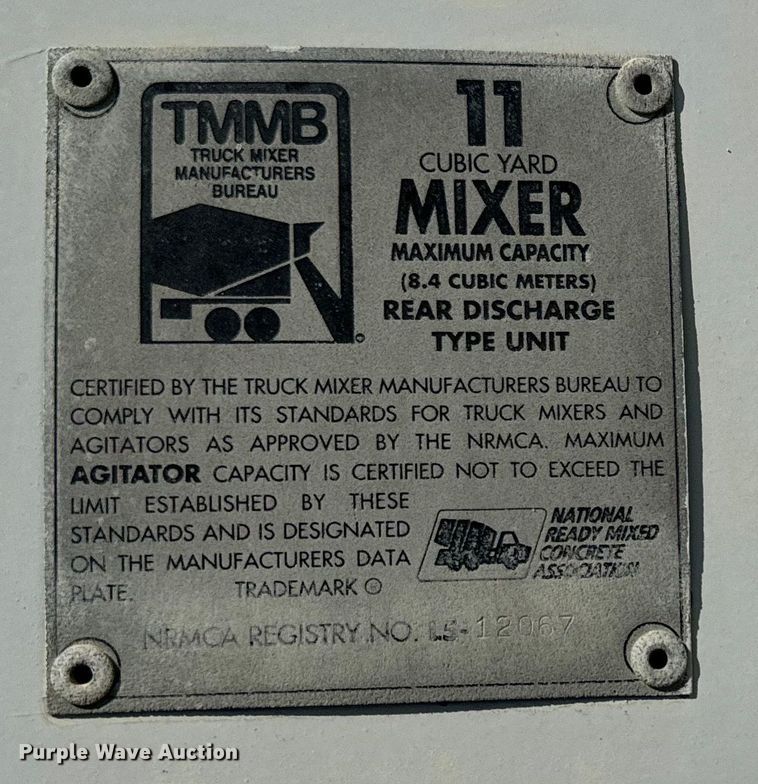 TMMB
TRUCK MIXER
MANUFACTURERS
BUREAU
11
CUBIC YARD
MIXER
MAXIMUM CAPACITY
(8.4 CUBIC METERS)
REAR DISCHARGE
TYPE UNIT
CERTIFIED BY THE TRUCK MIXER MANUFACTURERS BUREAU TO
COMPLY WITH ITS STANDARDS FOR TRUCK MIXERS AND
AGITATORS AS APPROVED BY THE NRMCA. MAXIMUM
AGITATOR CAPACITY IS CERTIFIED NOT TO EXCEED THE
LIMIT ESTABLISHED BY THESE
STANDARDS AND IS DESIGNATED
ON THE MANUFACTURERS DATA
PLATE. TRADEMARK
NATIONAL
READY MIXED
CONCRETE
ASSOCIATION
NRMCA REGISTRY NO. LS-12067
Purple Wave Auction